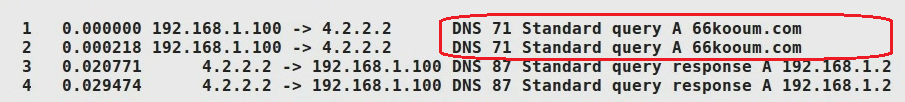 1 0.000000 192.168.1.100 -> 4.2.2.2 DNS 71 Standard query A 66kooum.com
2 0.000218 192.168.1.100 -> 4.2.2.2 DNS 71 Standard query A 66kooum.com
3 0.020771 4.2.2.2 -> 192.168.1.100 DNS 87 Standard query response A 192.168.1.2
4 0.029474 4.2.2.2 -> 192.168.1.100 DNS 87 Standard query response A 192.168.1.2